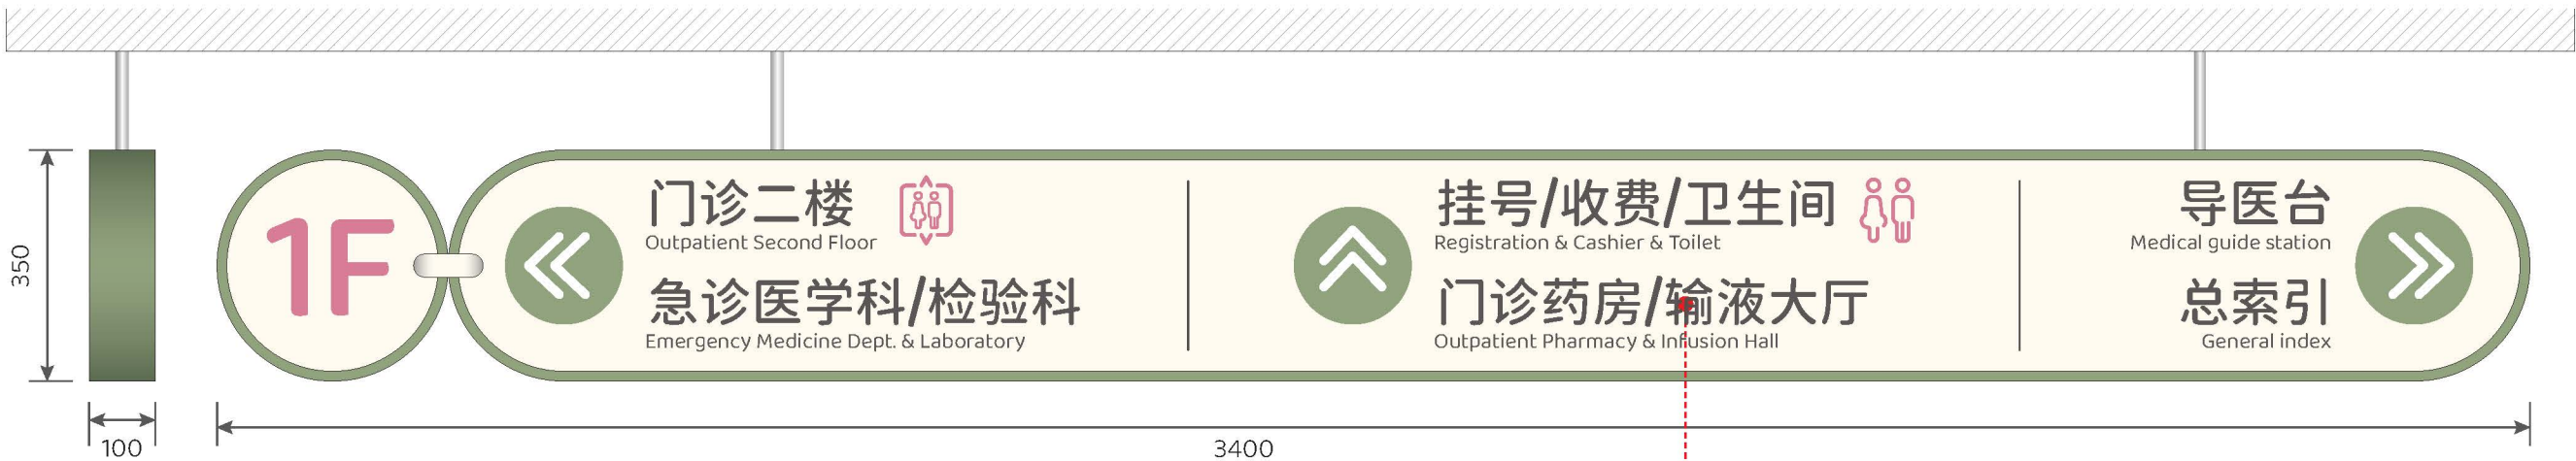 350
100
1F
门诊二楼
Outpatient Second Floor
急诊医学科/检验科
Emergency Medicine Dept. & Laboratory
挂号/收费/卫生间
Registration & Cashier & Toilet
门诊药房/输液大厅
Outpatient Pharmacy & Infusion Hall
导医台
Medical guide station
总索引
General index
3400